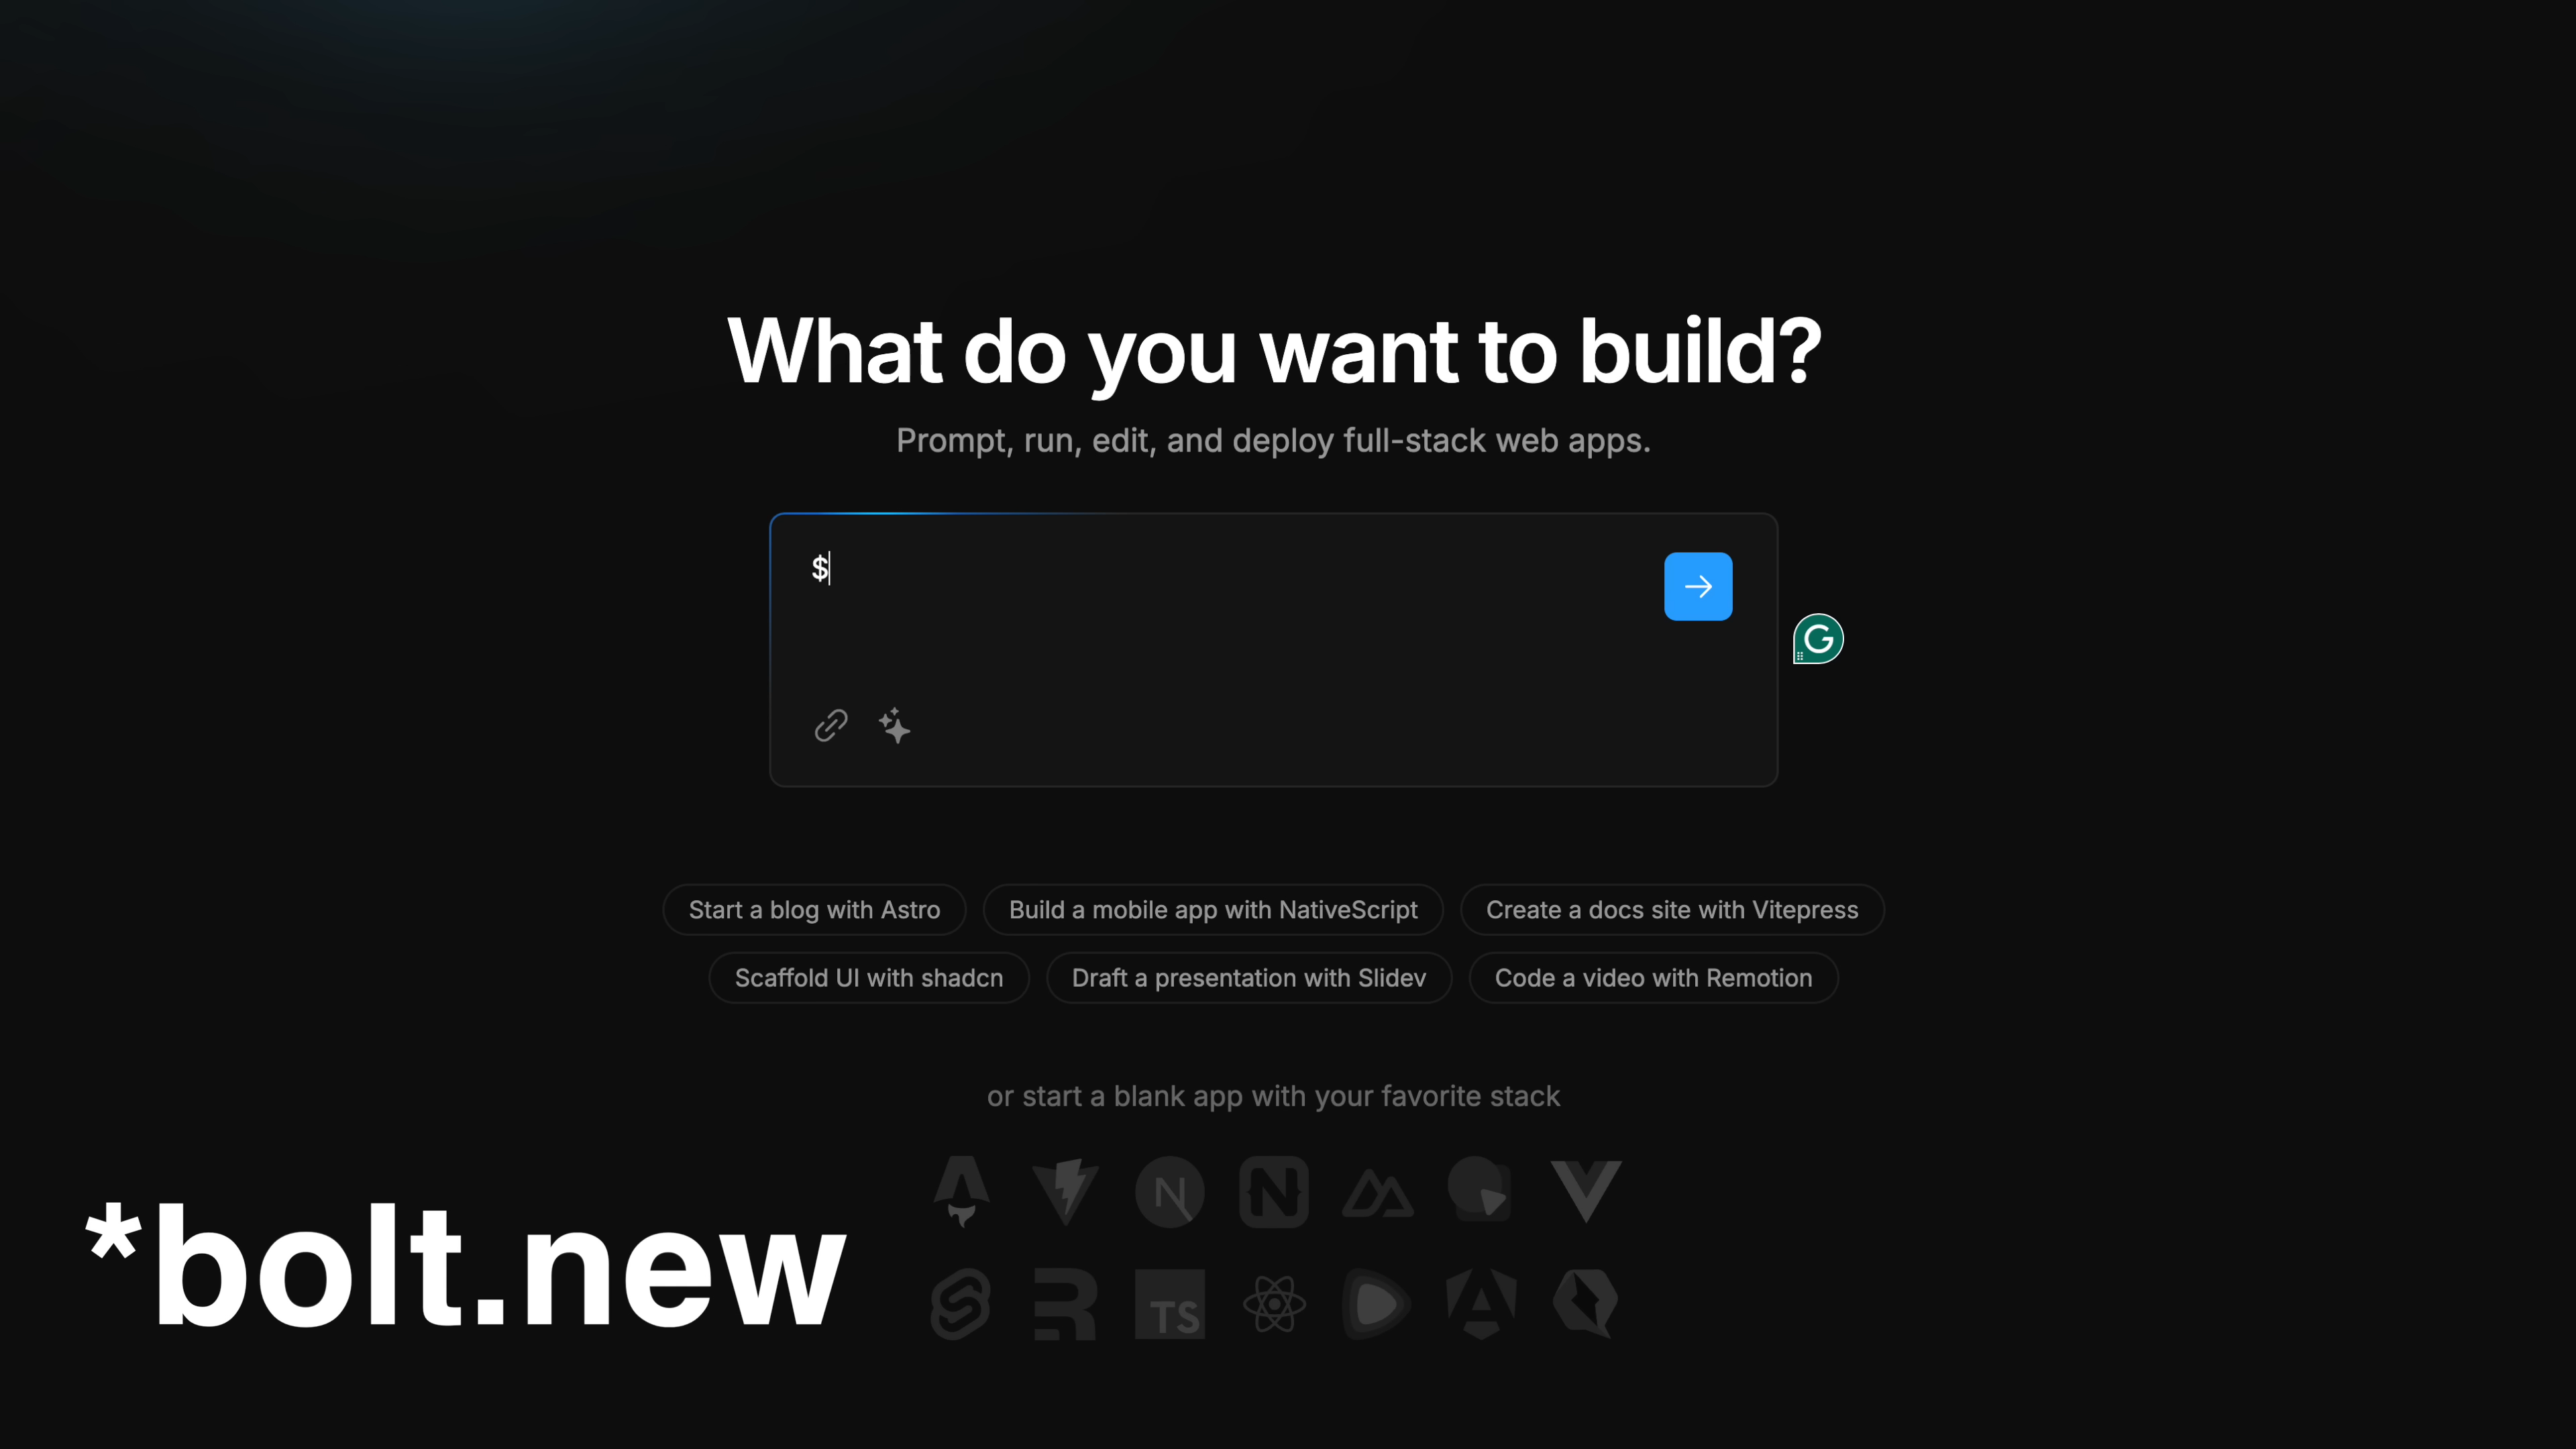 What do you want to build?
Prompt, run, edit, and deploy full-stack web apps.
$
G
Start a blog with Astro
Build a mobile app with NativeScript
Create a docs site with Vitepress
Scaffold UI with shadcn
Draft a presentation with Slidev
Code a video with Remotion
or start a blank app with your favorite stack
N
N
TS
*bolt.new